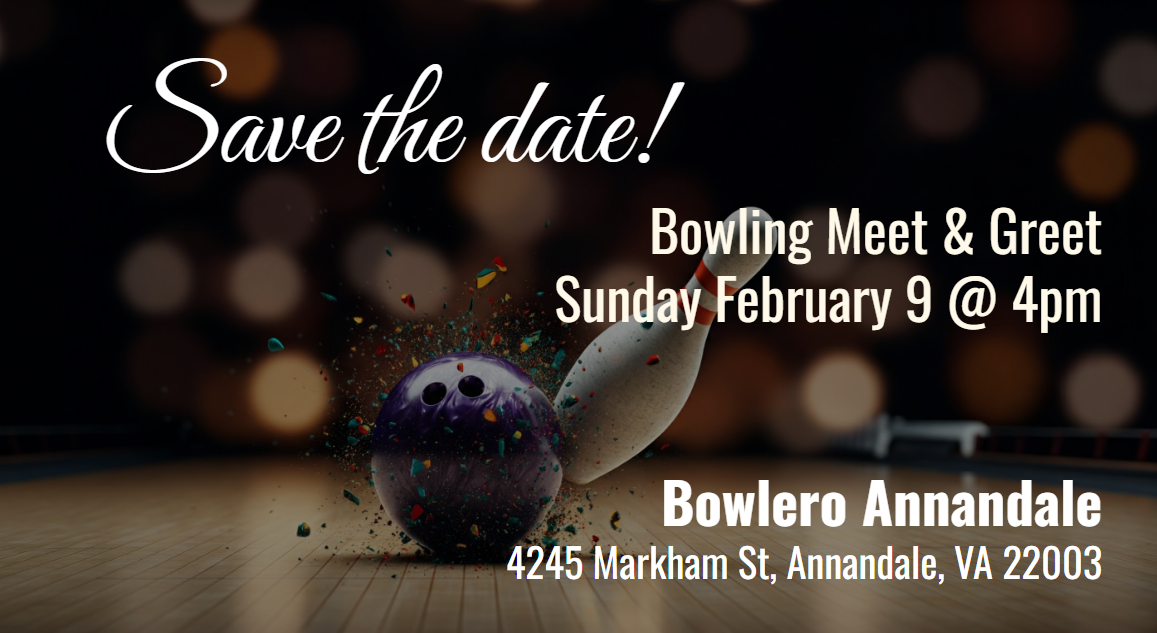 Save the date!
Bowling Meet & Greet
Sunday February 9 @ 4pm
Bowlero Annandale
4245 Markham St, Annandale, VA 22003